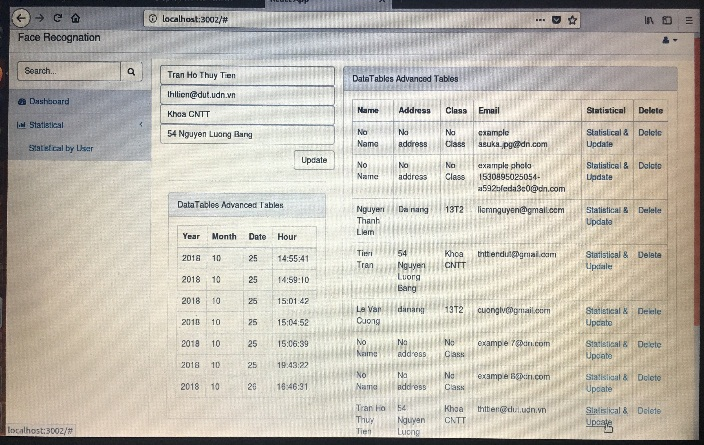 localhost:3002/#
Face Recognation
Search...
Dashboard
Statistical
Statistical by User
Tran Ho Thuy Tien
thttien@dut.udn.vn
Khoa CNTT
54 Nguyen Luong Bang
Update
DataTables Advanced Tables
Year Month Date Hour
2018 10 25 14:55:41
2018 10 25 14:59:10
2018 10 25 15:01:42
2018 10 25 15:04:52
2018 10 25 15:06:39
2018 10 25 19:43:22
2018 10 26 16:46:31
DataTables Advanced Tables
Name Address Class Email Statistical Delete
No No No example Statistical & Delete
Name address Class asuka.jpg@dn.com Update
No No No example photo Statistical & Delete
Name address Class 1530895025054- Update
a592bfeda3c0@dn.com
Nguyen Da nang 13T2 liemnguyen@gmail.com Statistical & Delete
Thanh Update
Liem
Tien 54 Khoa thttiendut@gmail.com Statistical & Delete
Tran Nguyen CNTT Update
Luong
Bang
Le Van danang 13T2 cuonglv@gmail.com Statistical & Delete
Cuong Update
No No No example 7@dn.com Statistical & Delete
Name address Class Update
No No No example 8@dn.com Statistical & Delete
Name address Class Update
Tran Ho 54 Khoa thttien@dut.udn.vn Statistical & Delete
Thuy Nguyen CNTT Update
Tien Luong
localhost:3002/#